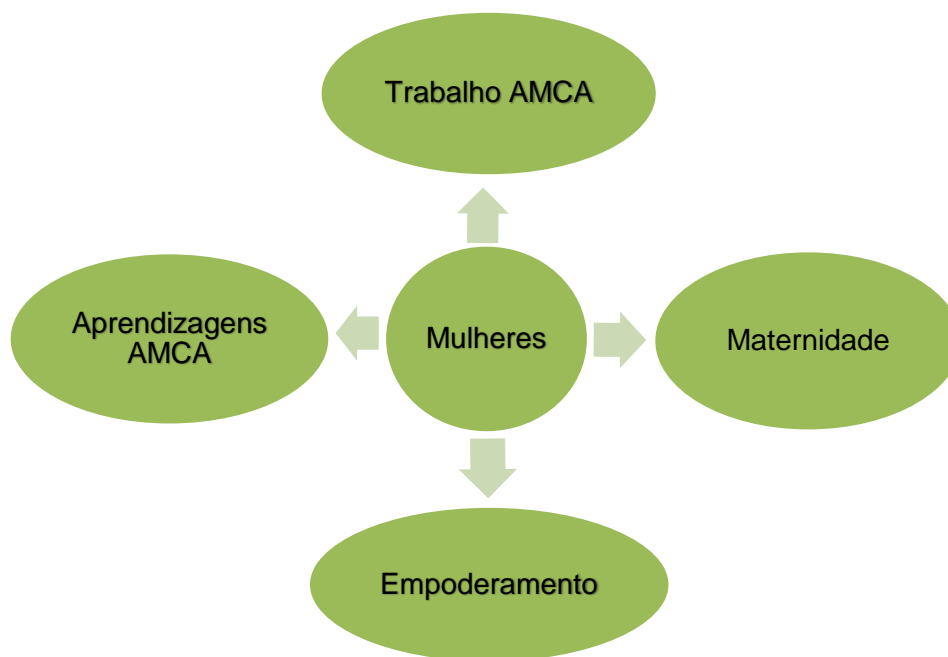 Trabalho AMCA
Aprendizagens
AMCA
Mulheres
Maternidade
Empoderamento